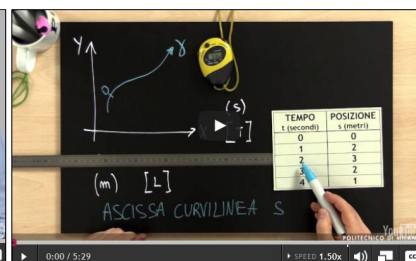 Y
γ
(s)
[T]
X
TEMPO POSIZIONE
t (secondi) s (metri)
0 0
1 2
2 3
3 2
4 1
(m) [L]
ASCISSA CURVILINEA S
YouTube
POLITECNICO DI MILANO
0:00 / 5:29
SPEED 1.50x